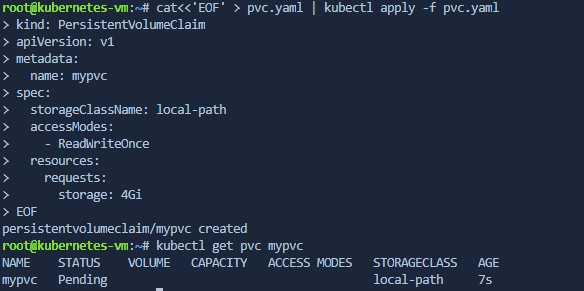 root@kubernetes-vm:~# cat<<'EOF' > pvc.yaml | kubectl apply -f pvc.yaml
> kind: PersistentVolumeClaim
> apiVersion: v1
> metadata:
>   name: mypvc
> spec:
>   storageClassName: local-path
>   accessModes:
>     - ReadWriteOnce
>   resources:
>     requests:
>       storage: 4Gi
> EOF
persistentvolumeclaim/mypvc created
root@kubernetes-vm:~# kubectl get pvc mypvc
NAME    STATUS    VOLUME   CAPACITY   ACCESS MODES   STORAGECLASS   AGE
mypvc   Pending                                      local-path     7s